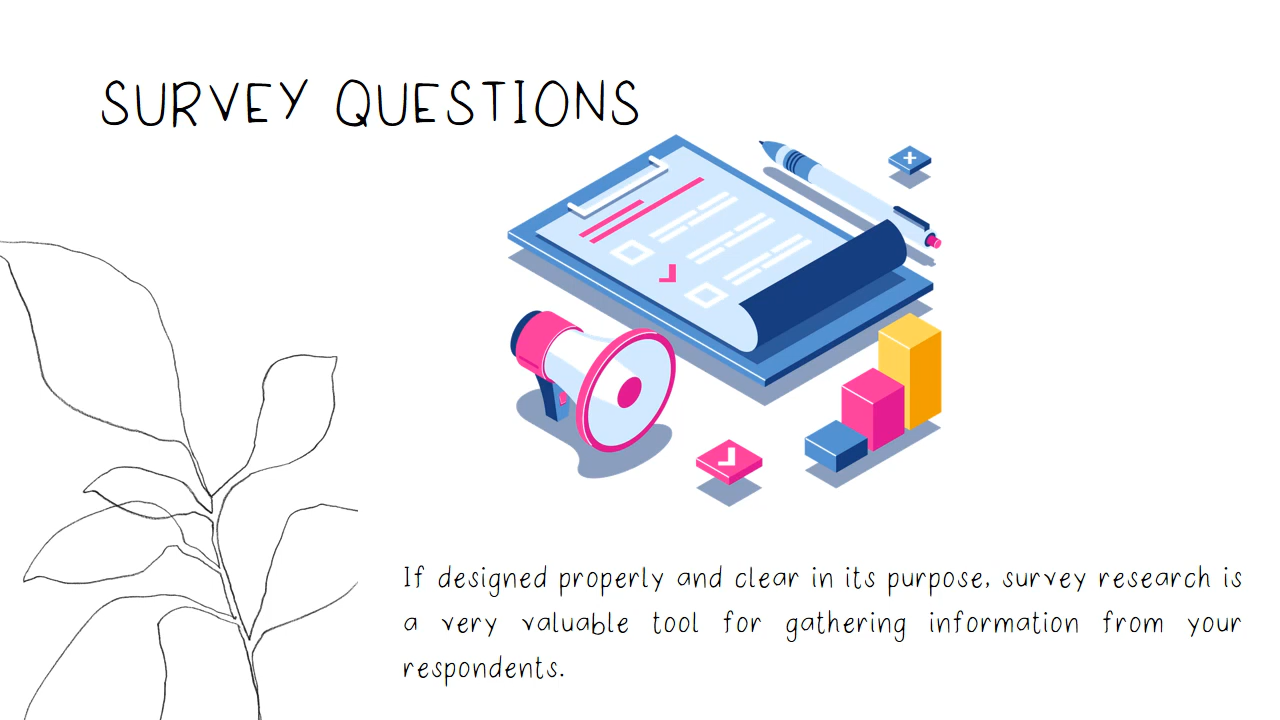 SURVEY QUESTIONS
If designed properly and clear in its purpose, survey research is
a very valuable tool for gathering information from your
respondents.